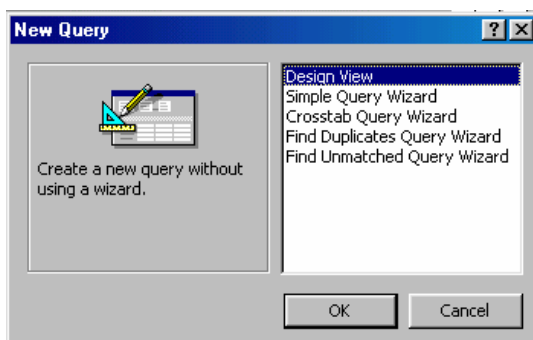 New Query
Design View
Simple Query Wizard
Crosstab Query Wizard
Find Duplicates Query Wizard
Find Unmatched Query Wizard
Create a new query without
using a wizard.
OK
Cancel